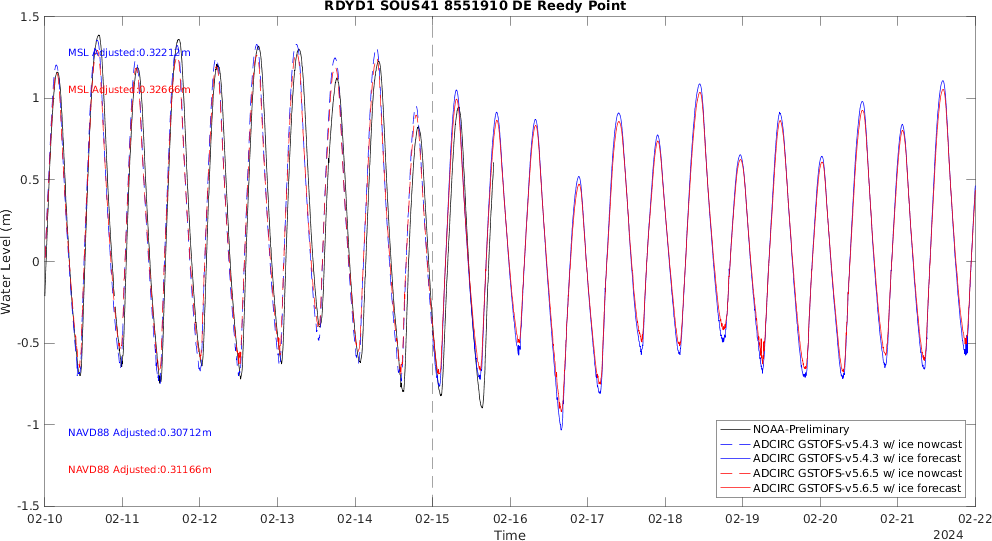 RDYD1 SOUS41 8551910 DE Reedy Point
1.5
1
0.5
0
-0.5
-1
-1.5
Water Level (m)
MSL Adjusted:0.32212m
MSL Adjusted:0.32666m
NAVD88 Adjusted:0.30712m
NAVD88 Adjusted:0.31166m
NOAA-Preliminary
ADCIRC GSTOFS-v5.4.3 w/ ice nowcast
ADCIRC GSTOFS-v5.4.3 w/ ice forecast
ADCIRC GSTOFS-v5.6.5 w/ ice nowcast
ADCIRC GSTOFS-v5.6.5 w/ ice forecast
02-10 02-11 02-12 02-13 02-14 02-15 02-16 02-17 02-18 02-19 02-20 02-21 02-22
Time
2024